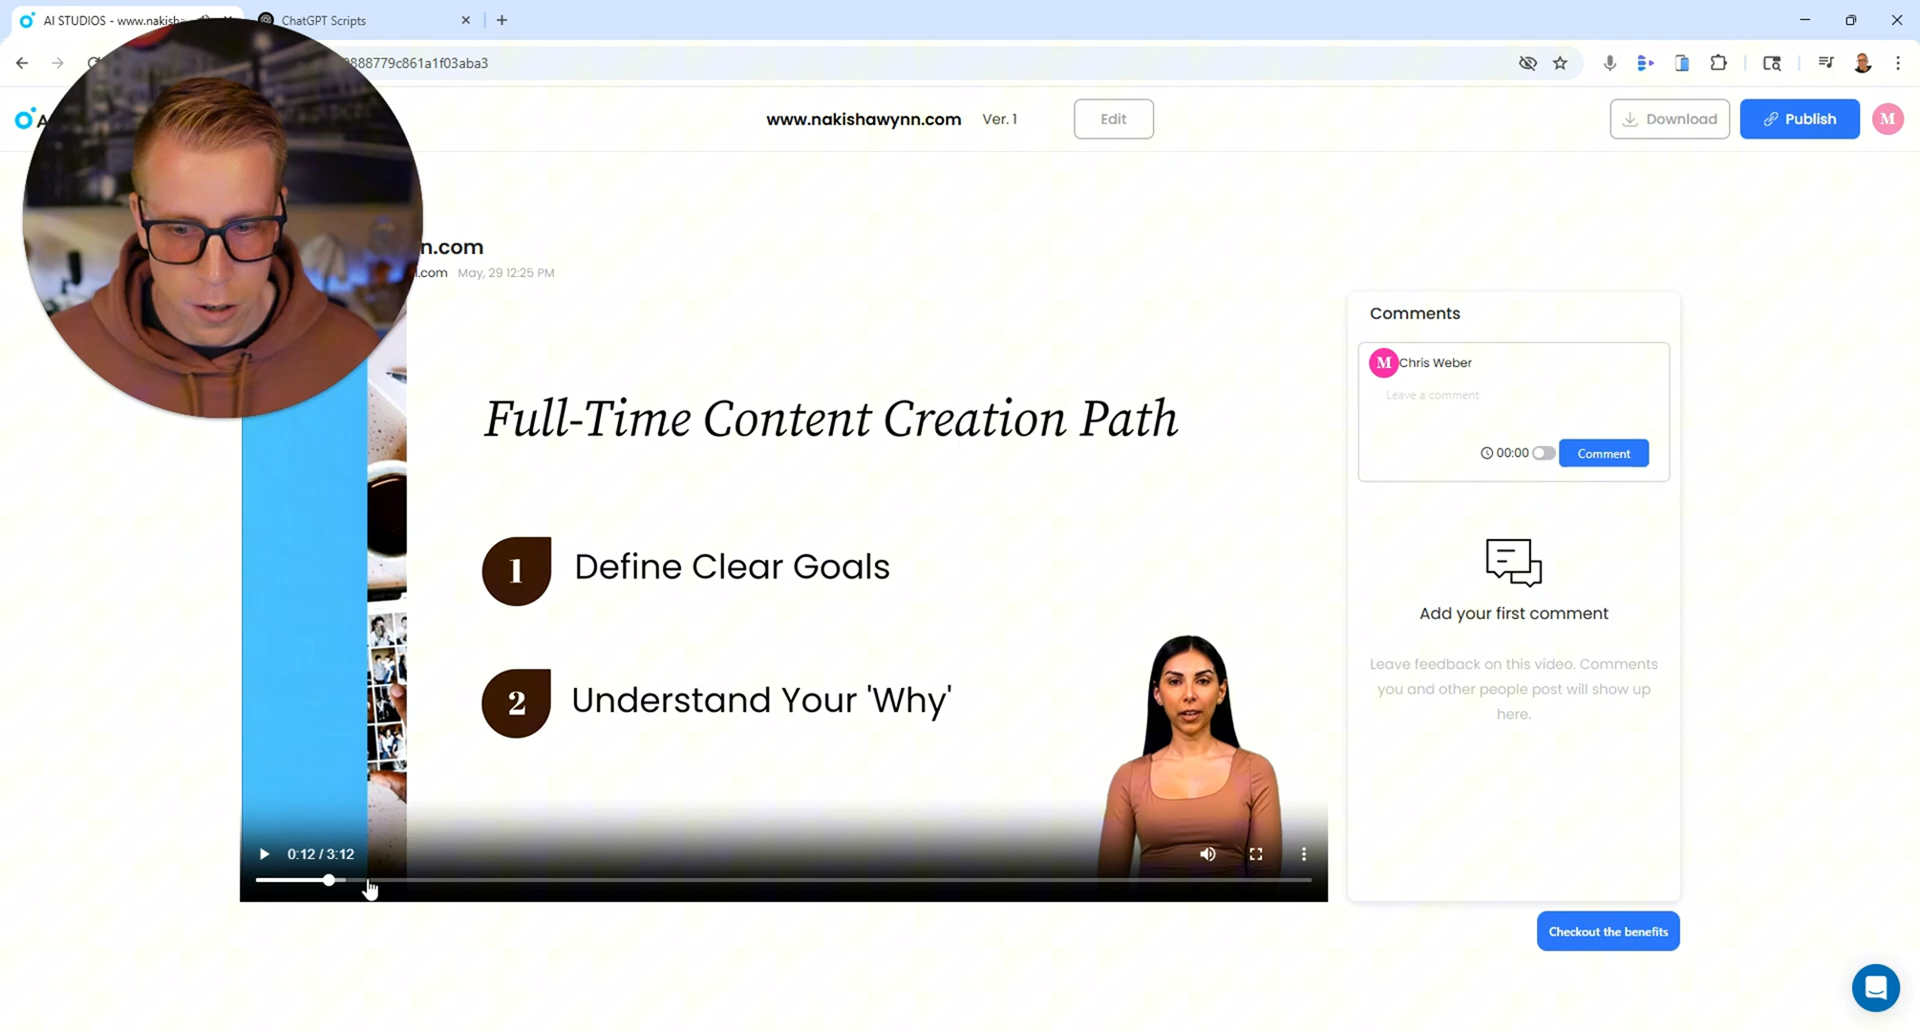 AI STUDIOS - www.nakish
ChatGPT Scripts
888779c861a1f03aba3
www.nakishawynn.com Ver. 1 Edit Download Publish M
n.com
.com May, 29 12:25 PM
Full-Time Content Creation Path
1 Define Clear Goals
2 Understand Your 'Why'
0:12 / 3:12
Comments
M Chris Weber
Leave a comment
00:00 Comment
Add your first comment
Leave feedback on this video. Comments
you and other people post will show up
here.
Checkout the benefits